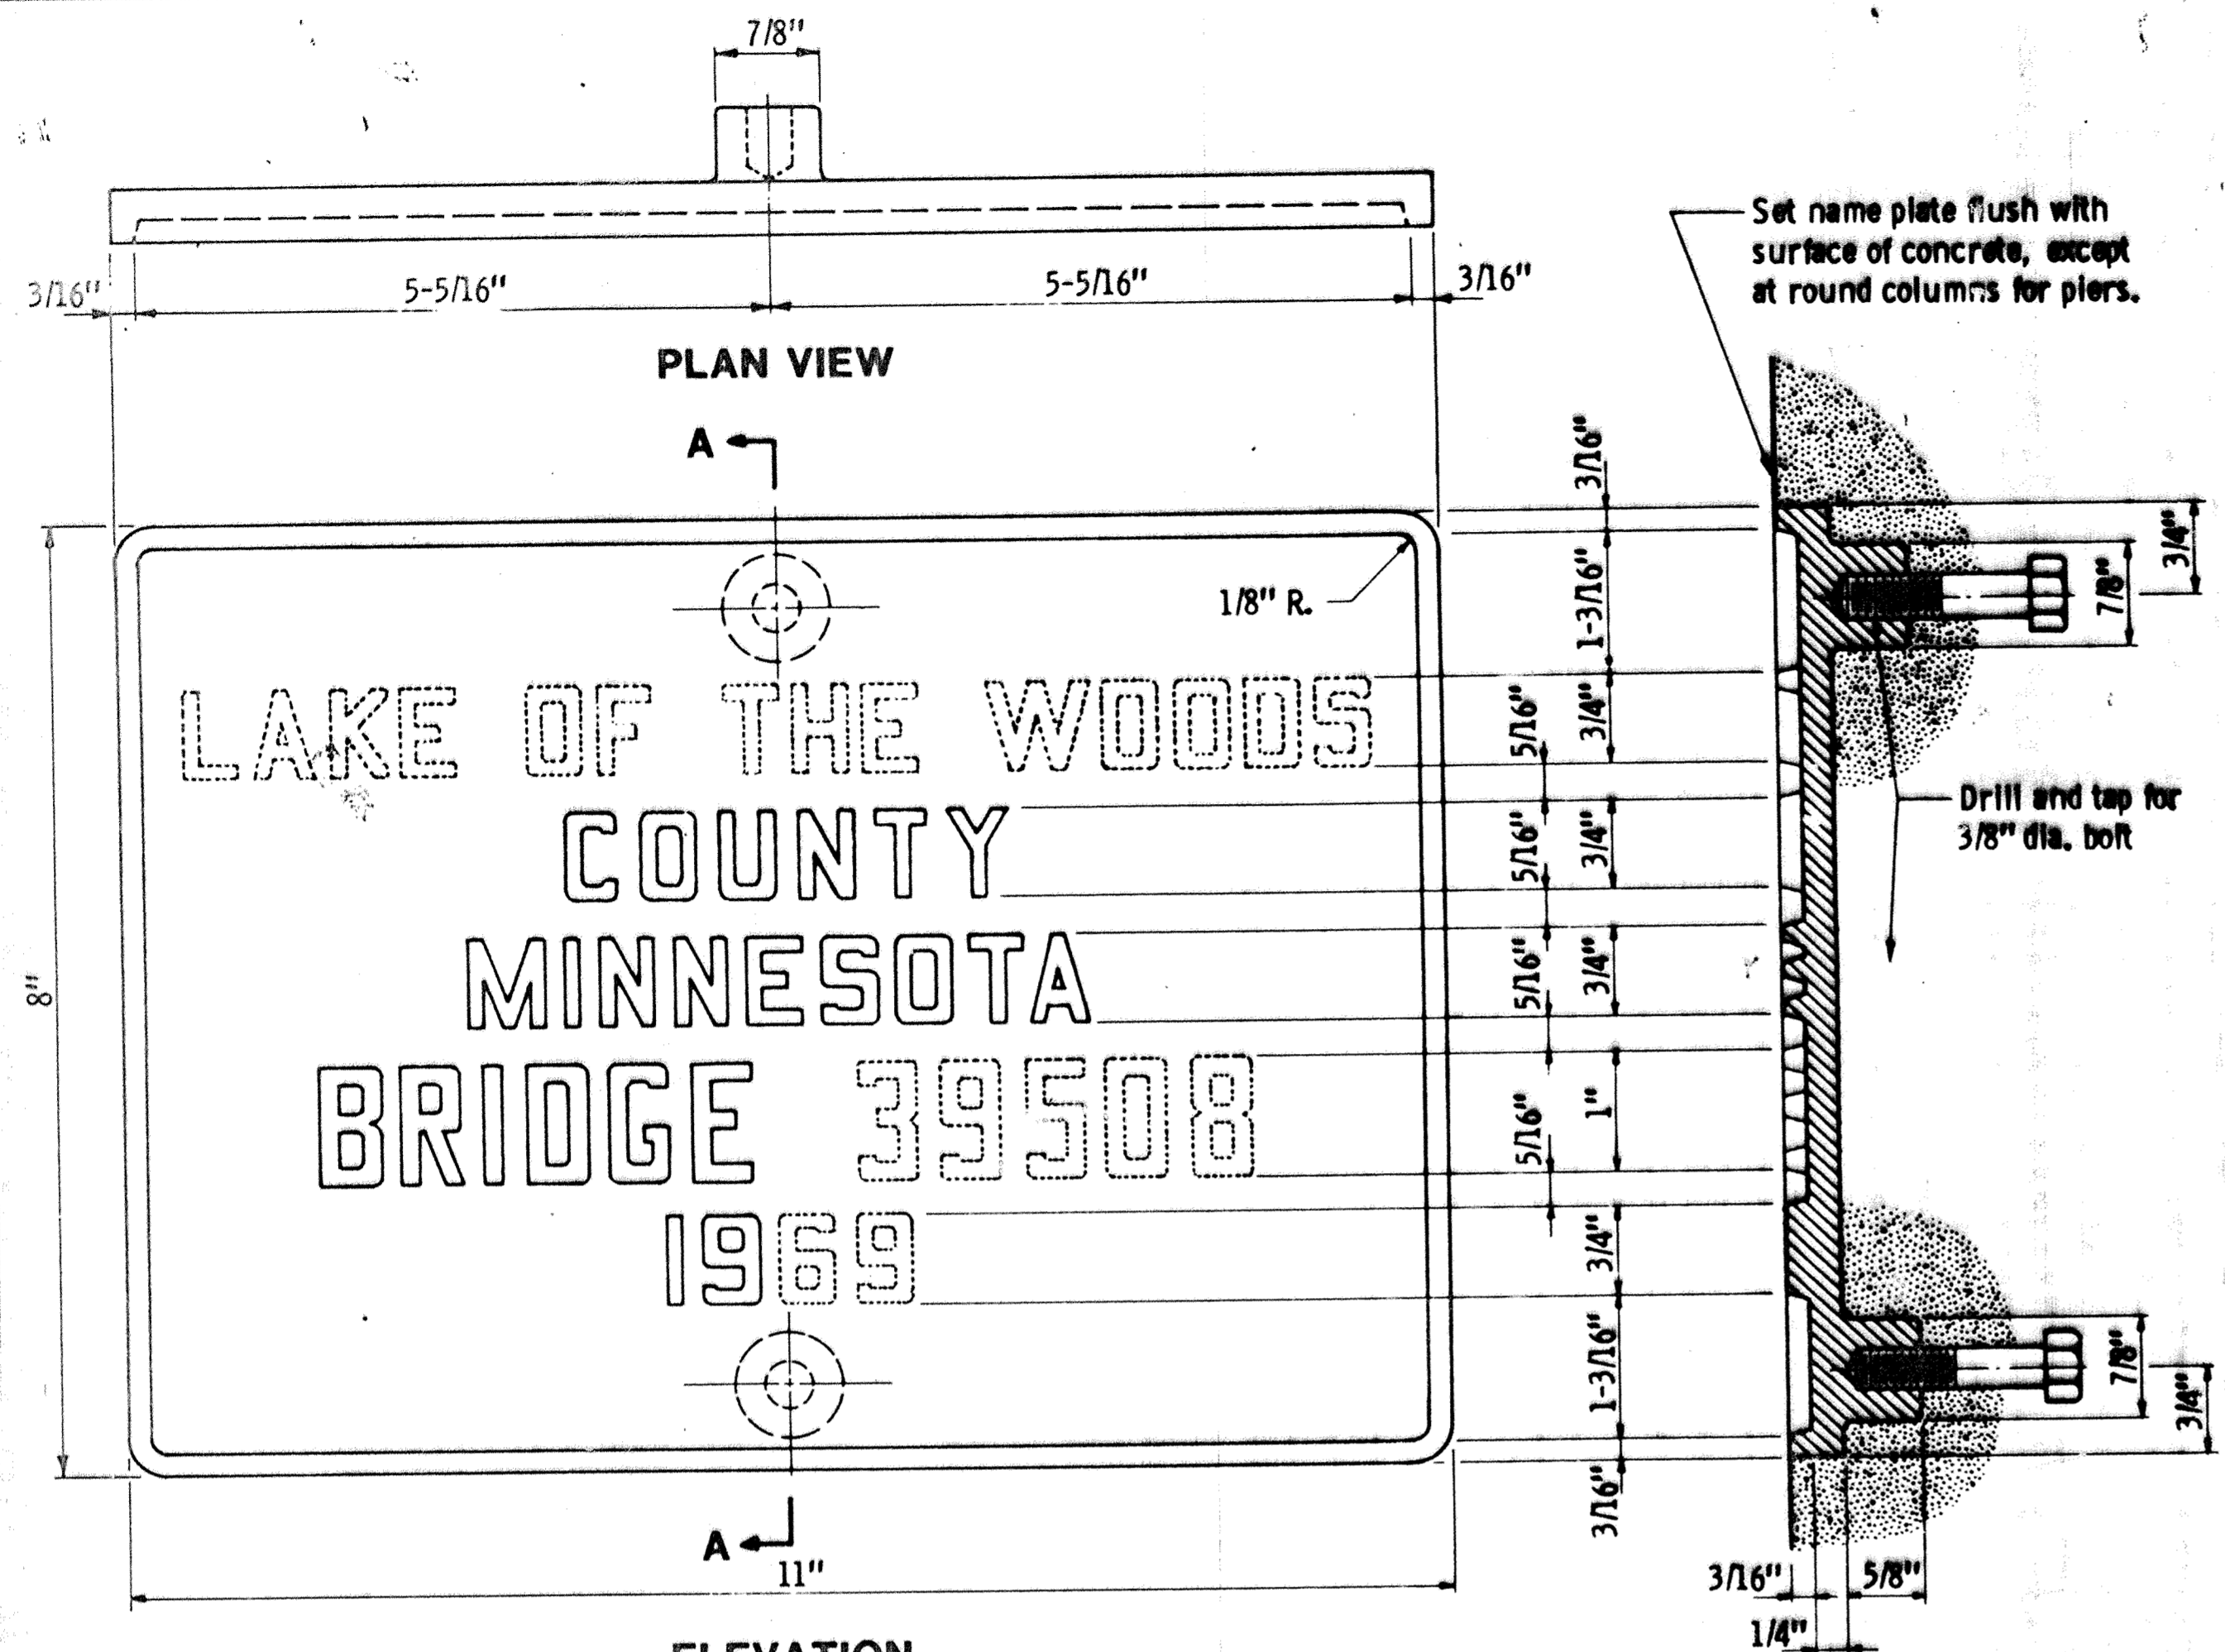 7/8"
3/16"
5-5/16"
5-5/16"
3/16"
PLAN VIEW
Set name plate flush with
surface of concrete, except
at round columns for piers.
A
3/16"
3/4"
7/8"
1/8" R.
1-3/16"
LAKE OF THE WOODS
5/16"
3/4"
Drill and tap for
3/8" dia. bolt
COUNTY
5/16"
3/4"
8"
MINNESOTA
5/16"
3/4"
BRIDGE 39508
5/16"
1"
1969
3/4"
1-3/16"
7/8"
3/4"
3/16"
A
11"
3/16"
5/8"
1/4"
ELEVATION